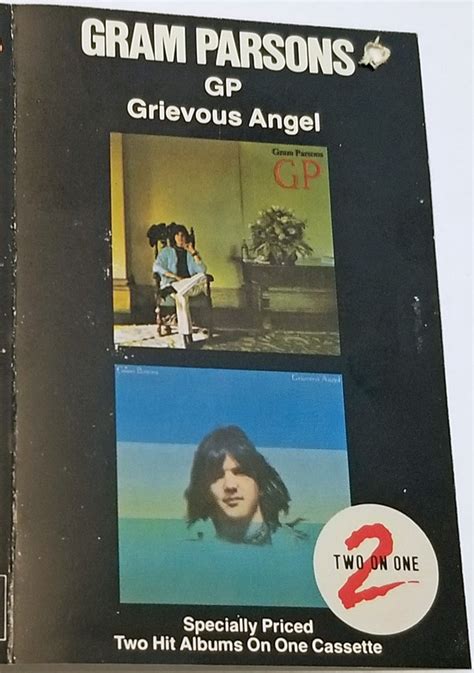 GRAM PARSONS
GP
Grievous Angel
Gram Parsons
GP
Gram Parsons
Grievous Angel
2
TWO ON ONE
Specially Priced
Two Hit Albums On One Cassette